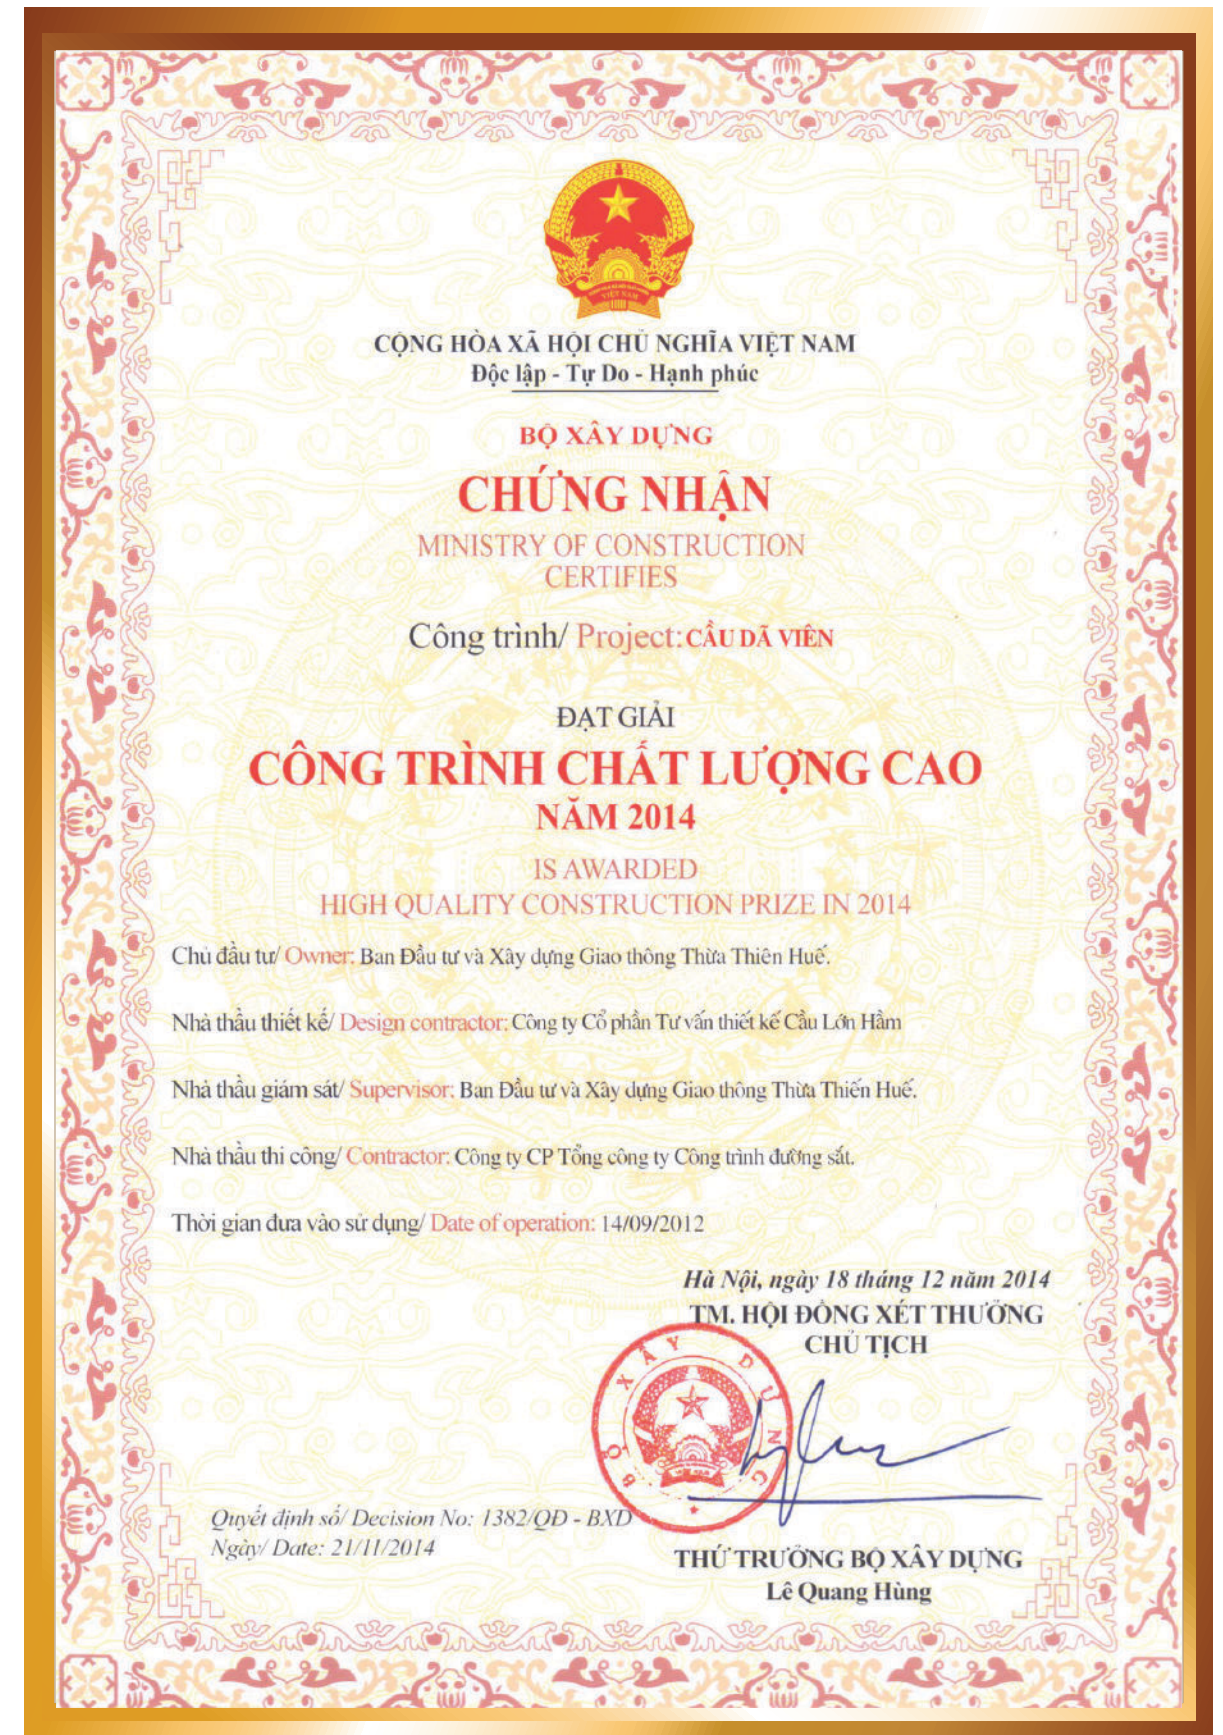 VIỆT NAM
CỘNG HÒA XÃ HỘI CHỦ NGHĨA VIỆT NAM
Độc lập - Tự Do - Hạnh phúc
BỘ XÂY DỰNG
CHỨNG NHẬN
MINISTRY OF CONSTRUCTION
CERTIFIES
Công trình/ Project: CẦU DÃ VIÊN
ĐẠT GIẢI
CÔNG TRÌNH CHẤT LƯỢNG CAO
NĂM 2014
IS AWARDED
HIGH QUALITY CONSTRUCTION PRIZE IN 2014
Chủ đầu tư/ Owner: Ban Đầu tư và Xây dựng Giao thông Thừa Thiên Huế.
Nhà thầu thiết kế/ Design contractor: Công ty Cổ phần Tư vấn thiết kế Cầu Lớn Hầm
Nhà thầu giám sát/ Supervisor: Ban Đầu tư và Xây dựng Giao thông Thừa Thiến Huế.
Nhà thầu thi công/ Contractor: Công ty CP Tổng công ty Công trình đường sắt.
Thời gian đưa vào sử dụng/ Date of operation: 14/09/2012
Hà Nội, ngày 18 tháng 12 năm 2014
TM. HỘI ĐỒNG XÉT THƯỞNG
CHỦ TỊCH
BỘ XÂY DỰNG
Quyết định số/ Decision No: 1382/QĐ - BXD
Ngày/ Date: 21/11/2014
THỨ TRƯỞNG BỘ XÂY DỰNG
Lê Quang Hùng